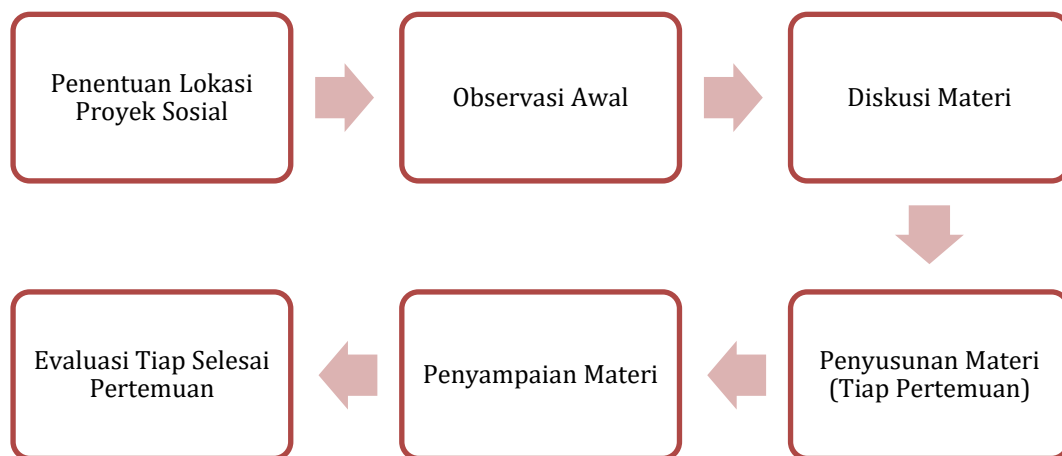 Penentuan Lokasi
Proyek Sosial
Observasi Awal
Diskusi Materi
Penyusunan Materi
(Tiap Pertemuan)
Penyampaian Materi
Evaluasi Tiap Selesai
Pertemuan